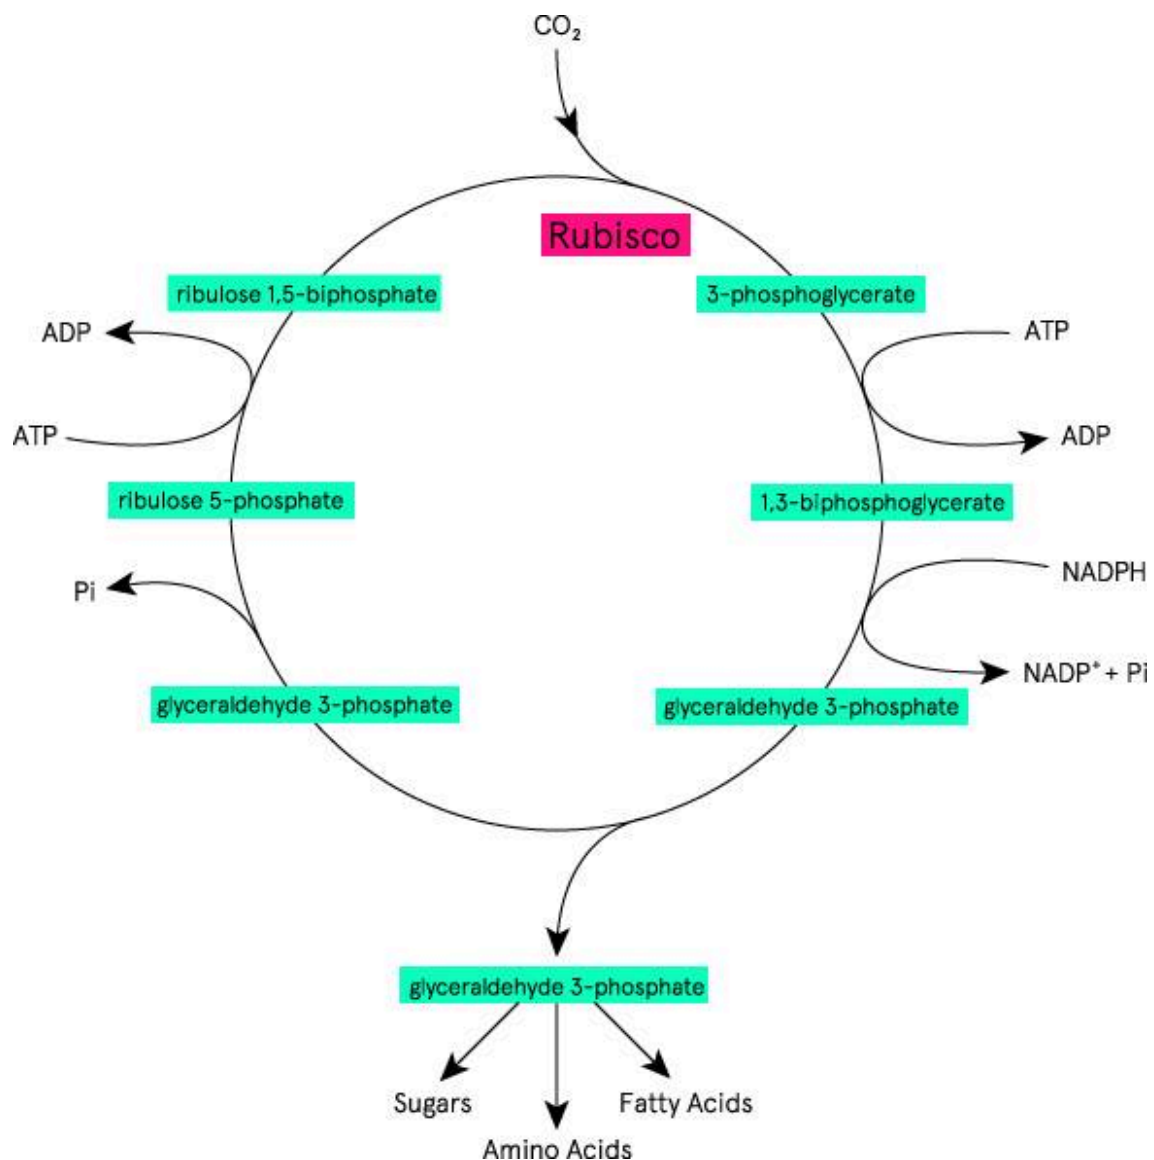 CO₂
Rubisco
ribulose 1,5-biphosphate
3-phosphoglycerate
ADP
ATP
ATP
ADP
ribulose 5-phosphate
1,3-biphosphoglycerate
Pi
NADPH
NADP⁺ + Pi
glyceraldehyde 3-phosphate
glyceraldehyde 3-phosphate
glyceraldehyde 3-phosphate
Sugars
Fatty Acids
Amino Acids